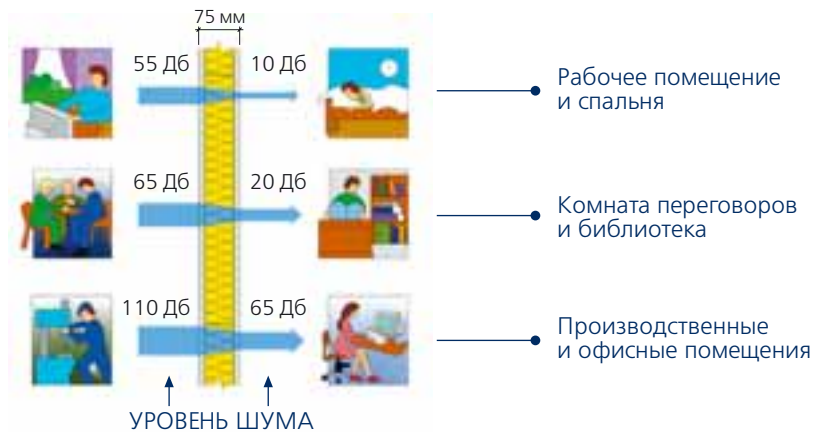 75 мм
55 Дб
10 Дб
Рабочее помещение
и спальня
65 Дб
20 Дб
Комната переговоров
и библиотека
110 Дб
65 Дб
Производственные
и офисные помещения
УРОВЕНЬ ШУМА